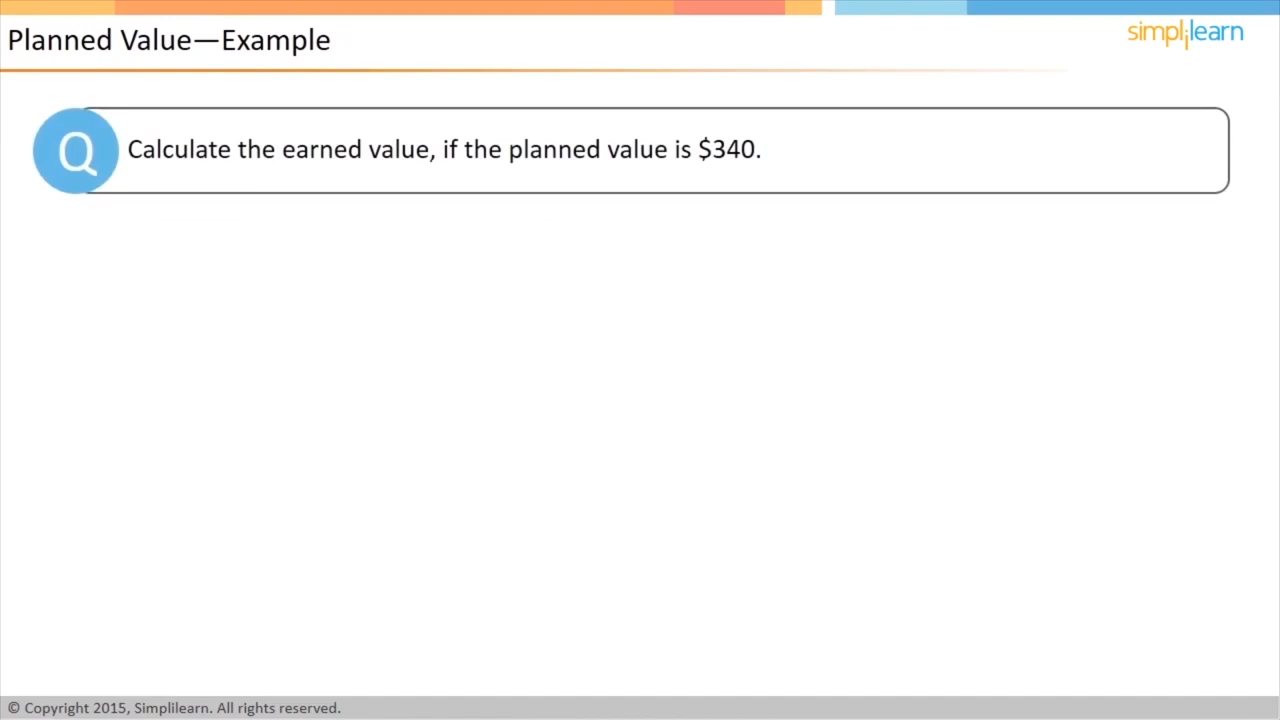 Planned Value—Example
simplilearn
Q
Calculate the earned value, if the planned value is $340.
© Copyright 2015, Simplilearn. All rights reserved.